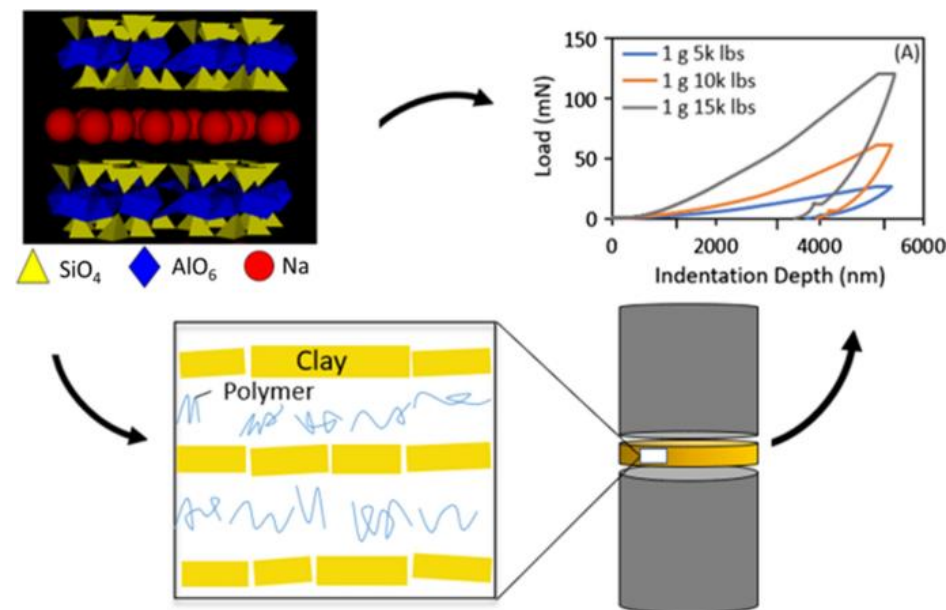 SiO₄ AlO₆ Na
150
100
50
0
Load (mN)
(A)
1 g 5k lbs
1 g 10k lbs
1 g 15k lbs
0 2000 4000 6000
Indentation Depth (nm)
Clay
Polymer